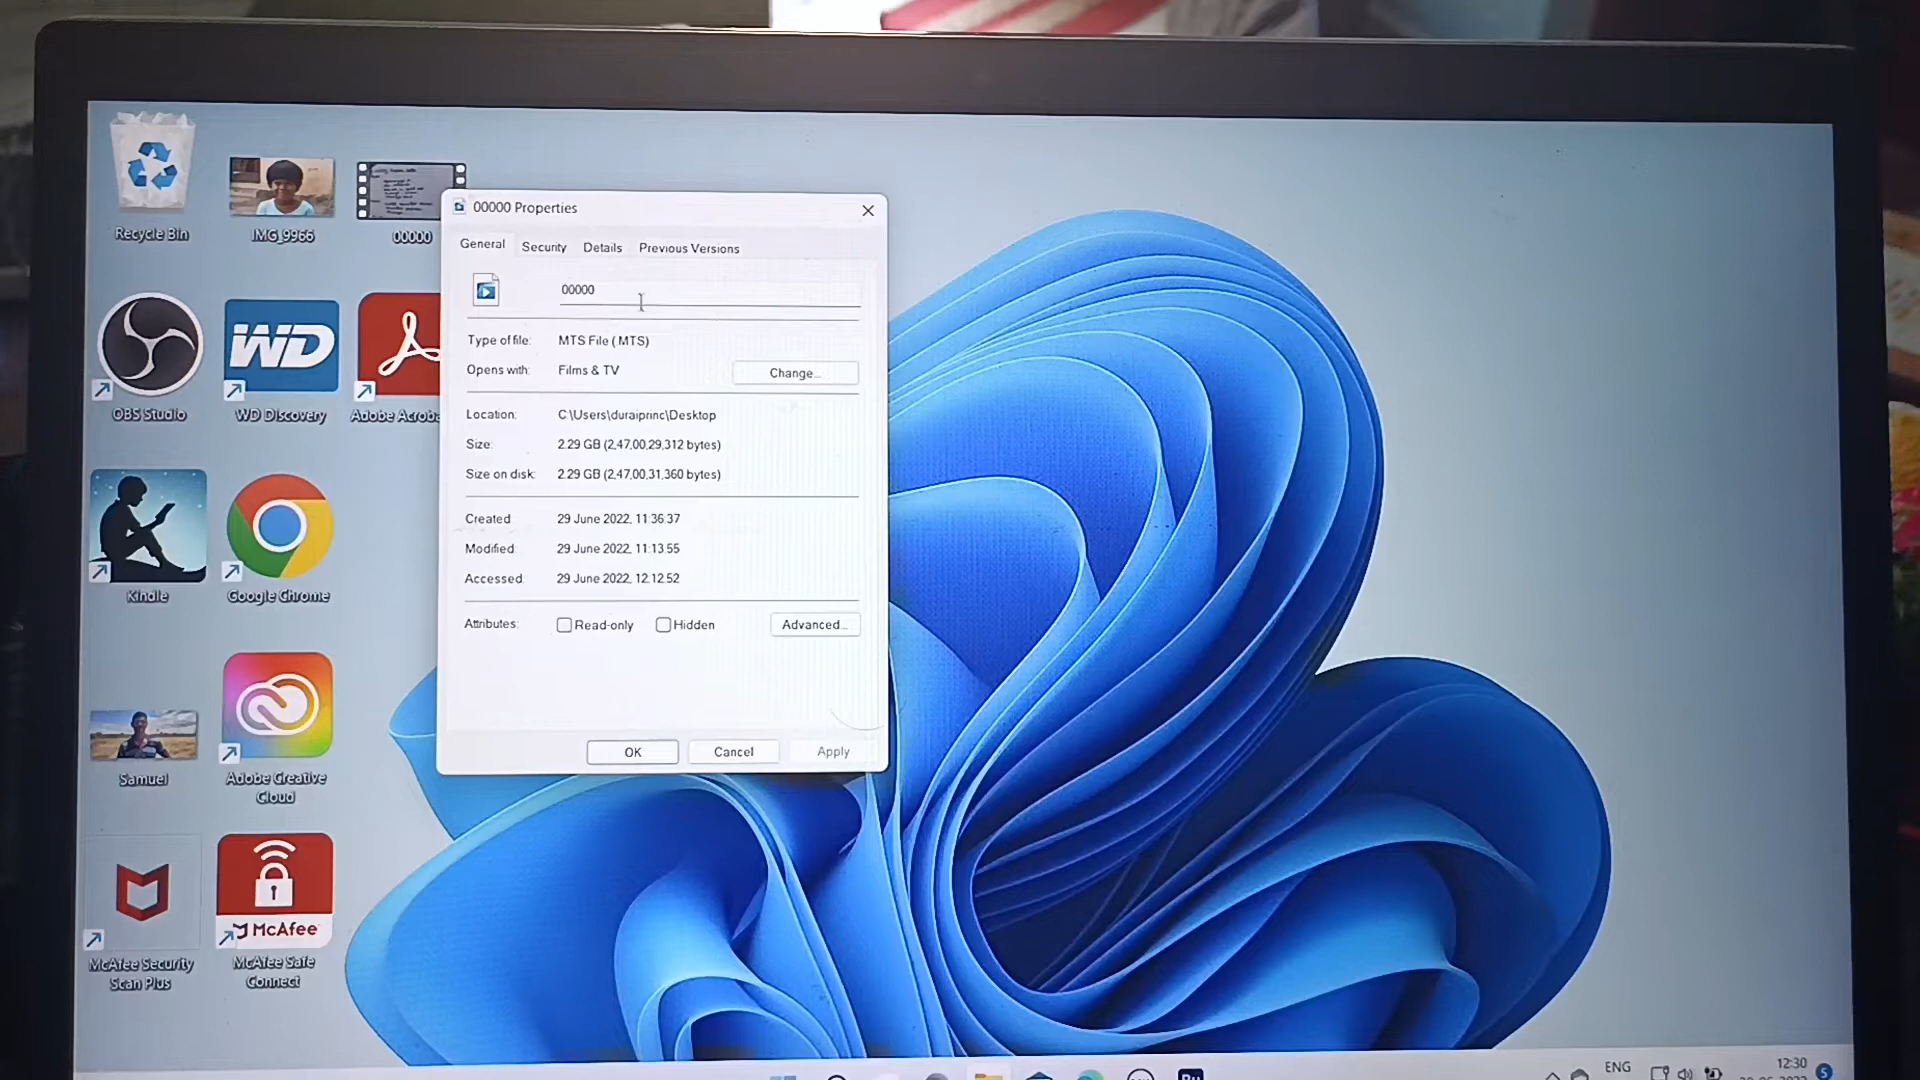 Recycle Bin
IMG_9966
00000
OBS Studio
WD
WD Discovery
Adobe Acroba
Kindle
Google Chrome
Samuel
Adobe Creative
Cloud
McAfee Security
Scan Plus
McAfee
McAfee Safe
Connect
00000 Properties
General Security Details Previous Versions
00000
Type of file: MTS File (.MTS)
Opens with: Films & TV Change...
Location: C:\Users\duraiprinc\Desktop
Size: 2.29 GB (2,47,00,29,312 bytes)
Size on disk: 2.29 GB (2,47,00,31,360 bytes)
Created: 29 June 2022, 11:36:37
Modified: 29 June 2022, 11:13:55
Accessed: 29 June 2022, 12:12:52
Attributes: Read-only Hidden Advanced...
OK Cancel Apply
ENG
12:30
5